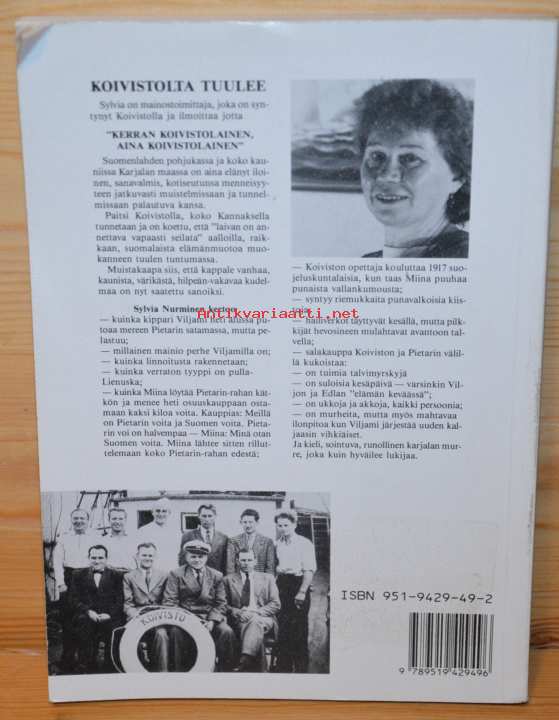 KOIVISTOLTA TUULEE
Sylvia on mainostoimittaja, joka on syn-
tynyt Koivistolla ja ilmoittaa jotta
"KERRAN KOIVISTOLAINEN,
AINA KOIVISTOLAINEN"
Suomenlahden pohjukassa ja koko kau-
niissa Karjalan maassa on aina elänyt iloi-
nen, sanavalmis, kotiseutunsa menneisyy-
teen jatkuvasti muistelmissaan ja tunnel-
missaan palautuva kansa.
Paitsi Koivistolla, koko Kannaksella
tunnetaan ja on koettu, että "laivan on an-
nettava vapaasti seilata" aalloilla, raik-
kaan, suomalaista elämänmuotoa muo-
kanneen tuulen tuntumassa.
Muistakaapa siis, että kappale vanhaa,
kaunista, värikästä, hilpeän-vakavaa kudel-
maa on nyt saatettu sanoiksi.
Sylvia Nurminen kertoo
— kuinka kippari Viljami heti alussa pu-
toaa mereen Pietarin satamassa, mutta pe-
lastuu;
— millainen mainio perhe Viljamilla on;
— kuinka linnoitusta rakennetaan;
— kuinka verraton tyyppi on pulla-
Lienuska;
— kuinka Miina löytää Pietarin-rahan kät-
kön ja menee heti osuuskauppaan osta-
maan kaksi kiloa voita. Kauppias: Meillä
on Pietarin voita ja Suomen voita. Pieta-
rin voi on halvempaa — Miina: Minä otan
Suomen voita. Miina lähtee sitten rillut-
telemaan koko Pietarin-rahan edestä;
— Koiviston opettaja kouluttaa 1917 suo-
jeluskuntalaisia, kun taas Miina puuhaa
punaista vallankumousta;
— syntyy riemukkaita punavalkoisia kiis-
toja;
— hailiverkot täyttyvät kesällä, mutta pilk-
kijät hevosineen mulahtavat avantoon tal-
vella;
— salakauppa Koiviston ja Pietarin välil-
lä kukoistaa:
— on tuimia talvimyrskyjä
— on suloisia kesäpäiviä — varsinkin Vil-
jon ja Edlan "elämän keväässä";
— on ukkoja ja akkoja, kaikki persoonia;
— on murheita, mutta myös mahtavaa
ilonpitoa kun Viljami järjestää uuden kal-
jaasin vihkiäiset.
Ja kieli, sointuva, runollinen karjalan mur-
re, joka kuin hyväilee lukijaa.
Antikvariaatti.net
KOIVISTO
ISBN 951-9429-49-2
9 789519 429496